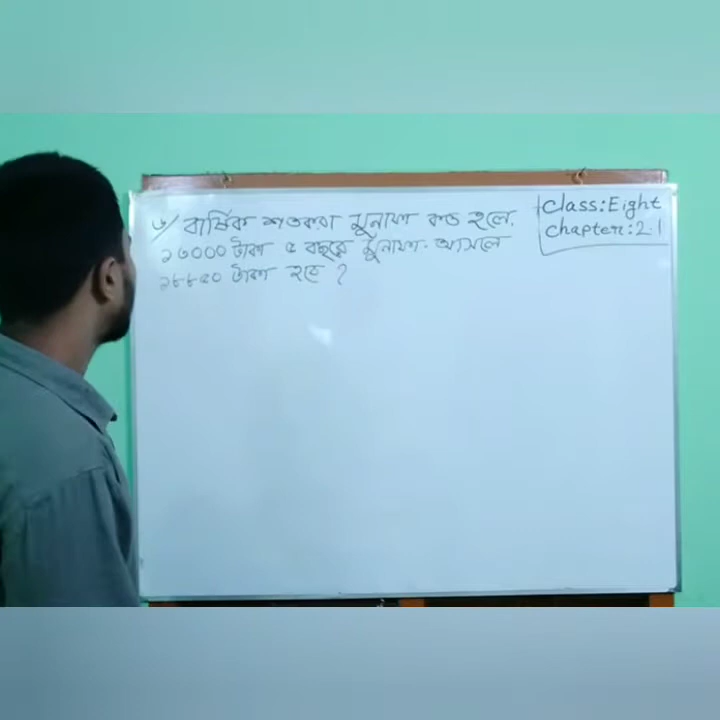 ৬/ বার্ষিক শতকরা মুনাফা কত হলে,
১৩০০০ টাকা ৫ বছরে মুনাফা-আসলে
১৮৮৫০ টাকা হবে ?
Class:Eight
Chapter:2.1